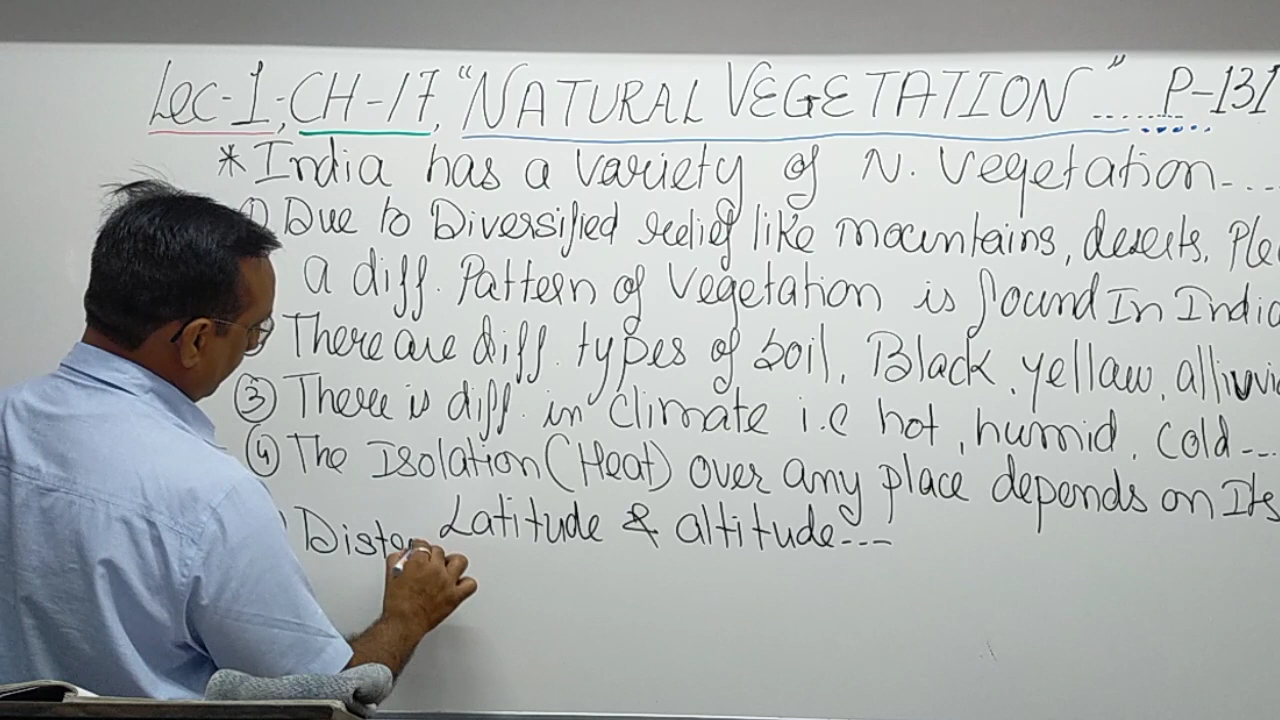 Lec-1, CH-17, "NATURAL VEGETATION" ........ P-131
* India has a variety of N. Vegetation....
Due to Diversified relief like mountains, deserts,
a diff. Pattern of Vegetation is found In India
There are diff. types of Soil, Black, yellaw,
③ There is diff. in climate i.e hot, humid, cold....
④ The Isolation (Heat) over any place depends on Its
Latitude & altitude...